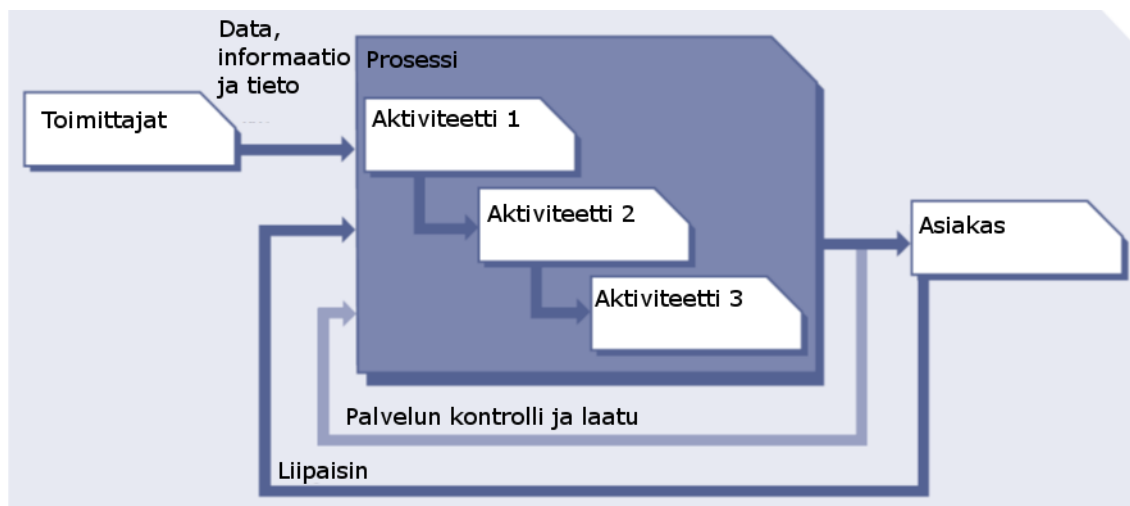 Data,
informaatio
ja tieto
Prosessi
Toimittajat
Aktiviteetti 1
Aktiviteetti 2
Asiakas
Aktiviteetti 3
Palvelun kontrolli ja laatu
Liipaisin